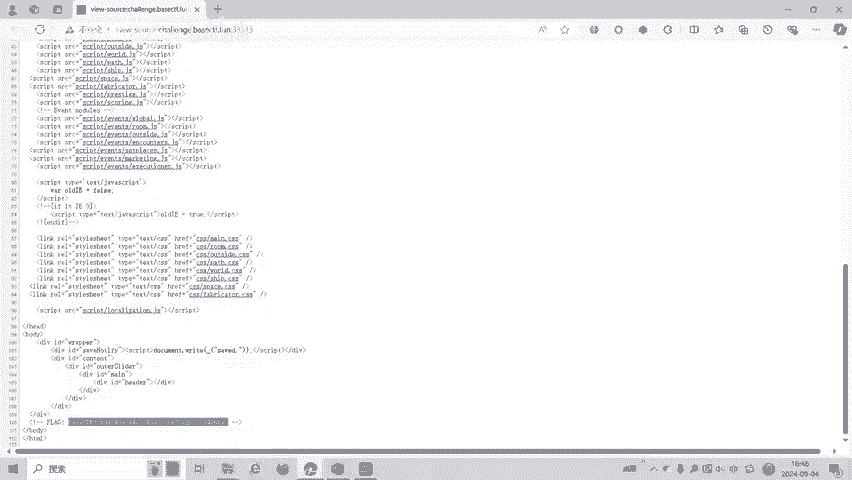 view-source:challenge.basectf.fun
view-source:challenge.basectf.fun:
<script src="script/outside.js"></script>
<script src="script/world.js"></script>
<script src="script/path.js"></script>
<script src="script/ship.js"></script>
<script src="script/space.js"></script>
<script src="script/fabricator.js"></script>
<script src="script/prestige.js"></script>
<script src="script/scoring.js"></script>
<!-- Event modules -->
<script src="script/events/global.js"></script>
<script src="script/events/room.js"></script>
<script src="script/events/outside.js"></script>
<script src="script/events/encounters.js"></script>
<script src="script/events/setpieces.js"></script>
<script src="script/events/marketing.js"></script>
<script src="script/events/executioner.js"></script>
<script type="text/javascript">
var oldIE = false;
</script>
<!--[if lt IE 9]>
<script type="text/javascript">oldIE = true;</script>
<![endif]-->
<link rel="stylesheet" type="text/css" href="css/main.css" />
<link rel="stylesheet" type="text/css" href="css/room.css" />
<link rel="stylesheet" type="text/css" href="css/outside.css" />
<link rel="stylesheet" type="text/css" href="css/path.css" />
<link rel="stylesheet" type="text/css" href="css/world.css" />
<link rel="stylesheet" type="text/css" href="css/ship.css" />
<link rel="stylesheet" type="text/css" href="css/space.css" />
<link rel="stylesheet" type="text/css" href="css/fabricator.css" />
<script src="script/localization.js"></script>
</head>
<body>
<div id="wrapper">
<div id="saveNotify"><script>document.write(_("saved."));</script></div>
<div id="content">
<div id="outerSlider">
<div id="main">
<div id="header"></div>
</div>
</div>
</div>
</div>
<!-- FLAG: -->
</body>
</html>
搜索
16:46
2024-09-04